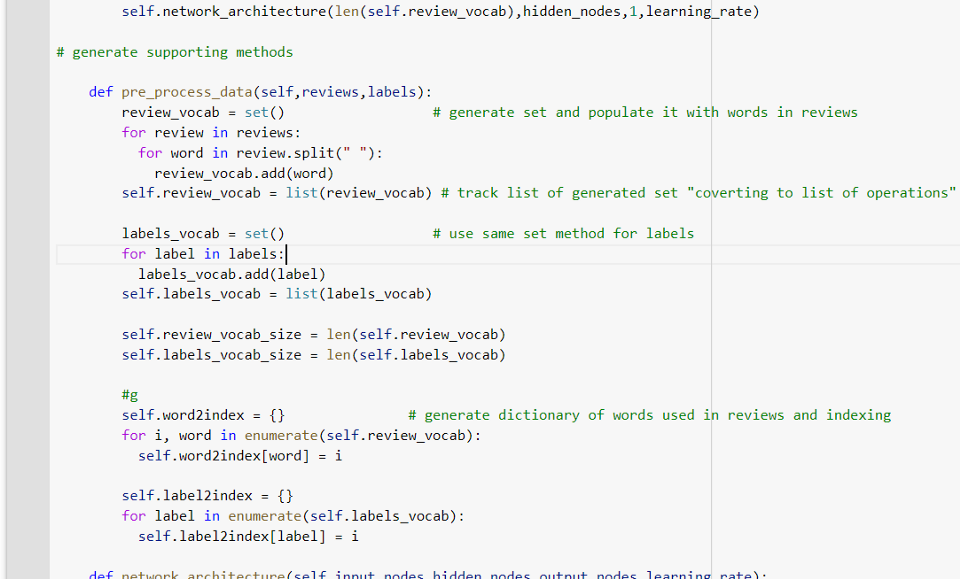 self.network_architecture(len(self.review_vocab),hidden_nodes,1,learning_rate)
# generate supporting methods
def pre_process_data(self,reviews,labels):
review_vocab = set() # generate set and populate it with words in reviews
for review in reviews:
for word in review.split(" "):
review_vocab.add(word)
self.review_vocab = list(review_vocab) # track list of generated set "coverting to list of operations"
labels_vocab = set() # use same set method for labels
for label in labels:
labels_vocab.add(label)
self.labels_vocab = list(labels_vocab)
self.review_vocab_size = len(self.review_vocab)
self.labels_vocab_size = len(self.labels_vocab)
#g
self.word2index = {} # generate dictionary of words used in reviews and indexing
for i, word in enumerate(self.review_vocab):
self.word2index[word] = i
self.label2index = {}
for label in enumerate(self.labels_vocab):
self.label2index[label] = i
def network_architecture(self,input_nodes,hidden_nodes,output_nodes,learning_rate):